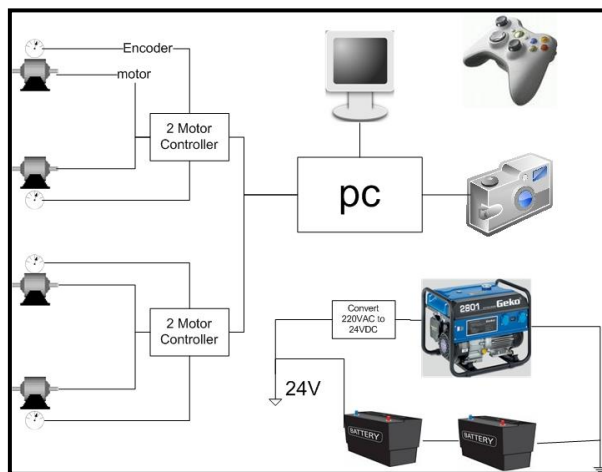 Encoder
motor
2 Motor
Controller
pc
2 Motor
Controller
Convert
220VAC to
24VDC
2801
Geko
24V
BATTERY
BATTERY